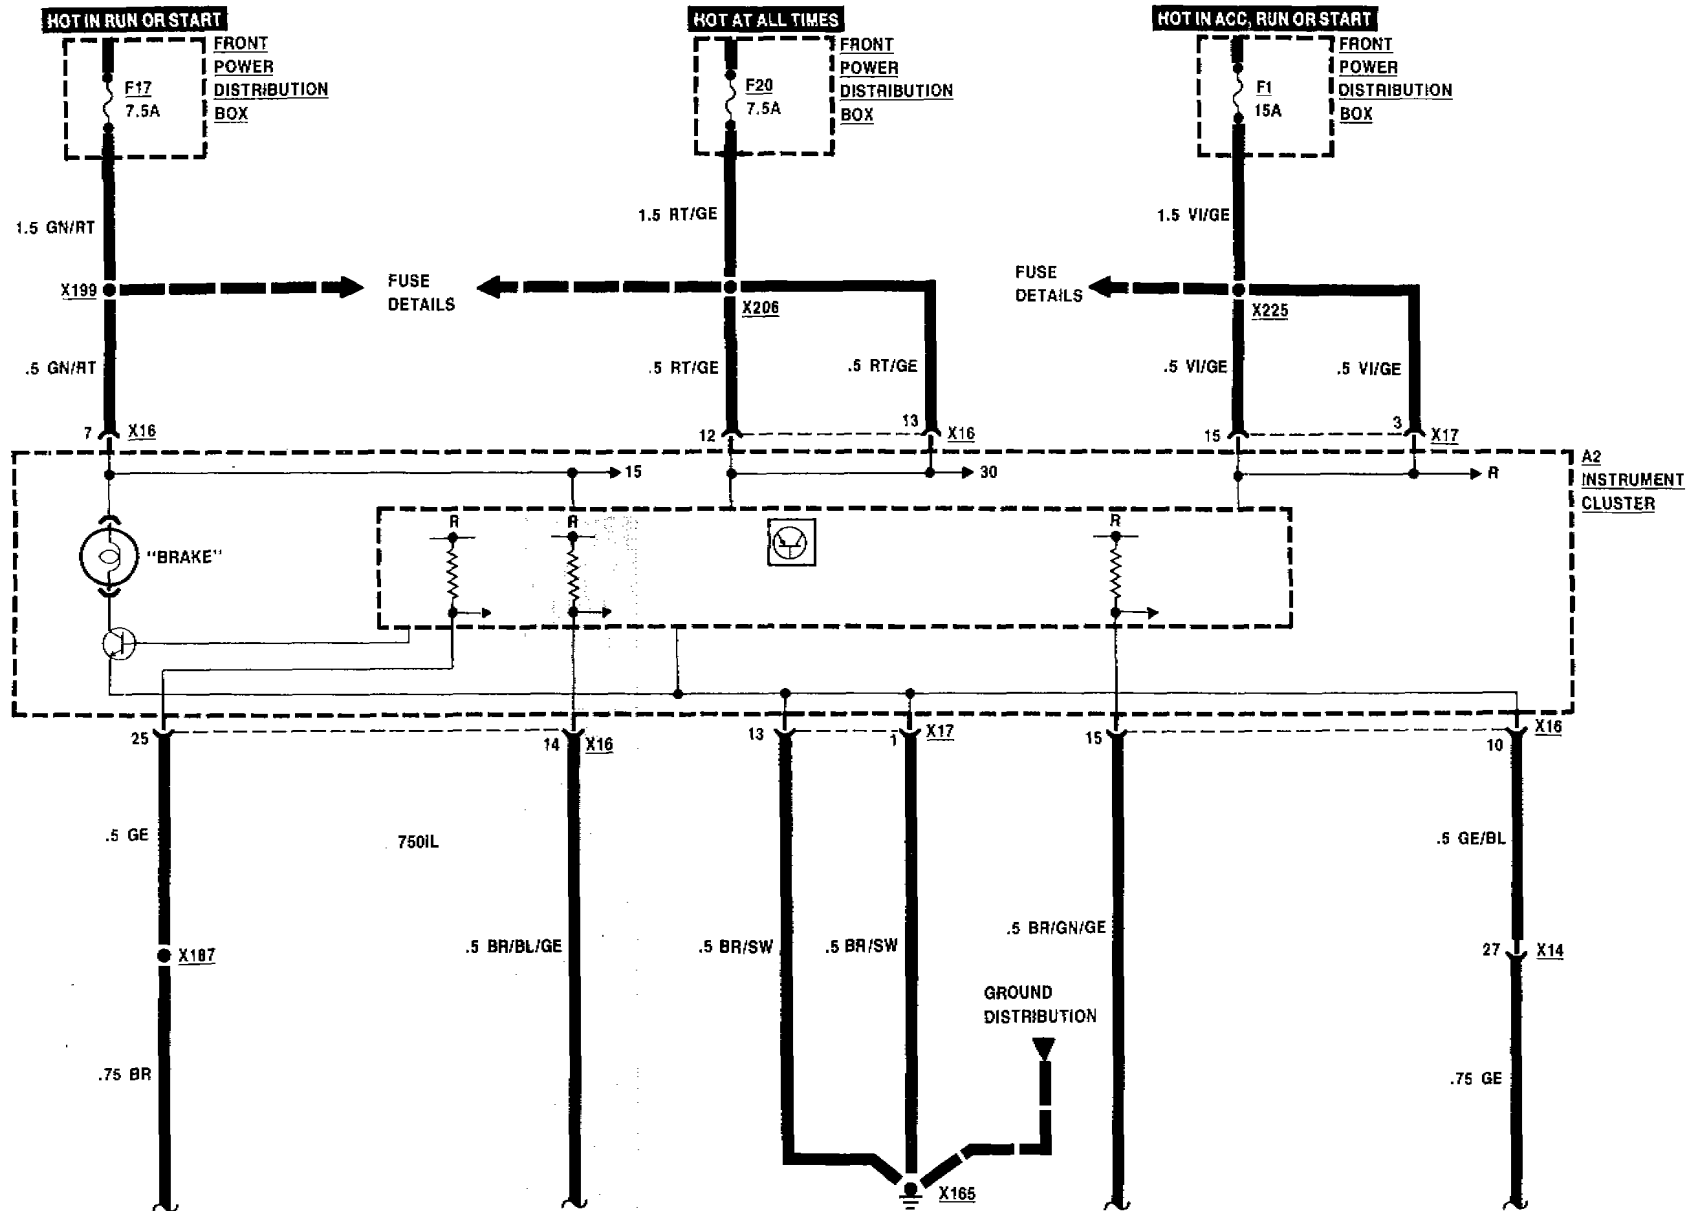 HOT IN RUN OR START
HOT AT ALL TIMES
HOT IN ACC, RUN OR START
FRONT
POWER
DISTRIBUTION
BOX
F17
7.5A
FRONT
POWER
DISTRIBUTION
BOX
F20
7.5A
FRONT
POWER
DISTRIBUTION
BOX
F1
15A
1.5 GN/RT
1.5 RT/GE
1.5 VI/GE
X199
FUSE
DETAILS
X206
FUSE
DETAILS
X225
.5 GN/RT
.5 RT/GE
.5 RT/GE
.5 VI/GE
.5 VI/GE
7
X16
12
13
X16
15
3
X17
15
30
R
A2
INSTRUMENT
CLUSTER
R
R
R
"BRAKE"
25
14
X16
13
1
X17
15
10
X16
.5 GE
750iL
.5 GE/BL
.5 BR/BL/GE
.5 BR/SW
.5 BR/SW
.5 BR/GN/GE
X187
27
X14
GROUND
DISTRIBUTION
.75 BR
.75 GE
X165